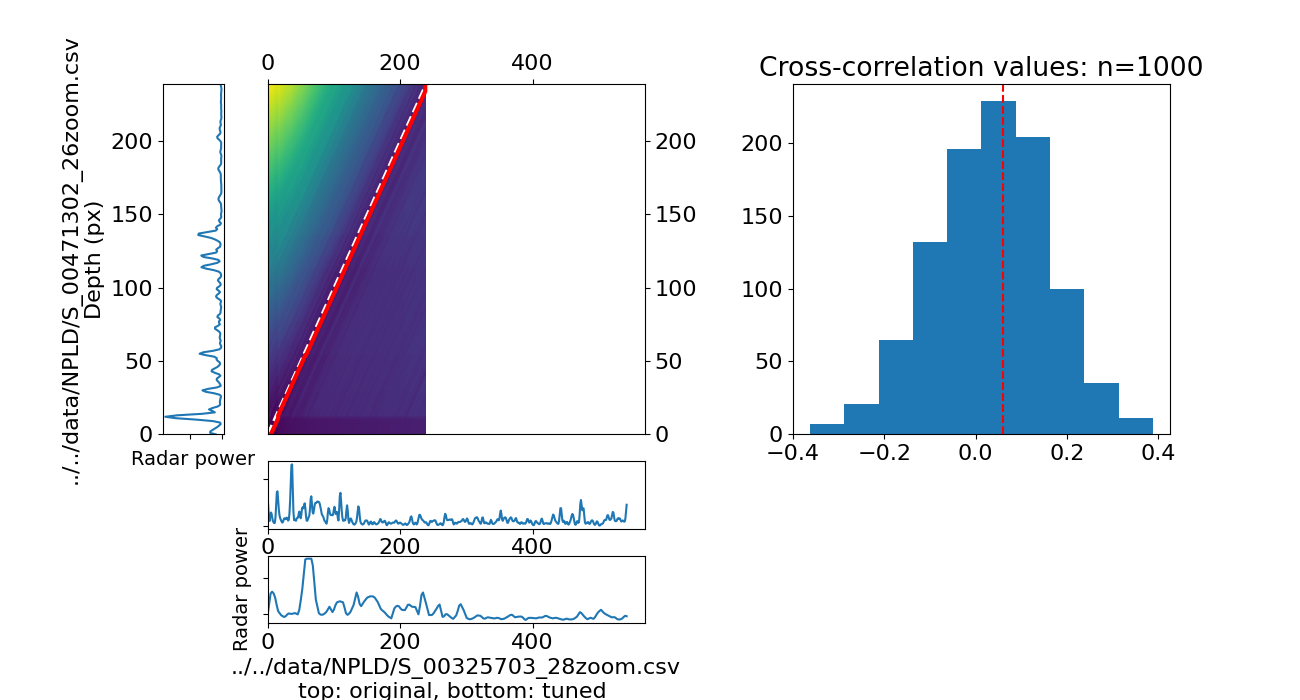 ../../data/NPLD/S_00471302_26zoom.csv
Depth (px)
0 50 100 150 200
Radar power
0 200 400
0 50 100 150 200
Cross-correlation values: n=1000
0 50 100 150 200
−0.4 −0.2 0.0 0.2 0.4
0 200 400
Radar power
0 200 400
../../data/NPLD/S_00325703_28zoom.csv
top: original, bottom: tuned